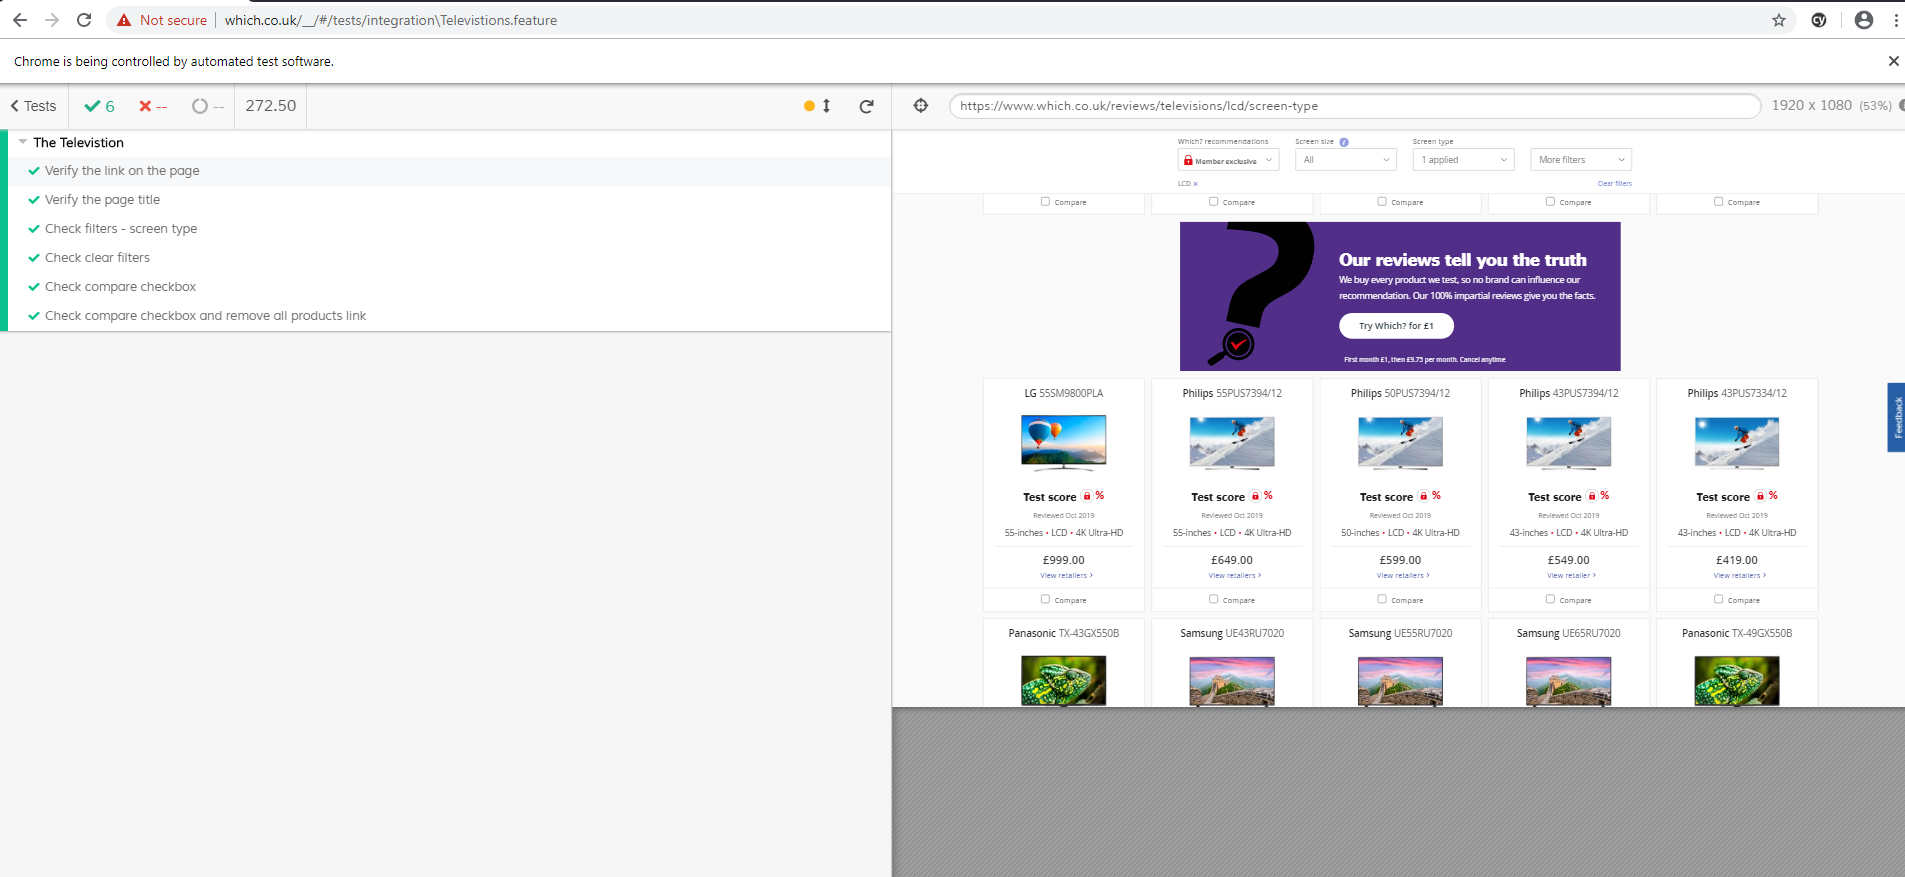 Not secure | which.co.uk/__/#/tests/integration\Televistions.feature
Chrome is being controlled by automated test software.
Tests 6 -- -- 272.50
https://www.which.co.uk/reviews/televisions/lcd/screen-type 1920 x 1080 (53%)
The Televistion
Verify the link on the page
Verify the page title
Check filters - screen type
Check clear filters
Check compare checkbox
Check compare checkbox and remove all products link
Which? recommendations Screen size i Screen type
Member exclusive All 1 applied More filters
LCD × Clear filters
Compare Compare Compare Compare Compare
Our reviews tell you the truth
We buy every product we test, so no brand can influence our
recommendation. Our 100% impartial reviews give you the facts.
Try Which? for £1
First month £1, then £9.75 per month. Cancel anytime
LG 55SM9800PLA Philips 55PUS7394/12 Philips 50PUS7394/12 Philips 43PUS7394/12 Philips 43PUS7334/12
Test score % Test score % Test score % Test score % Test score %
Reviewed Oct 2019 Reviewed Oct 2019 Reviewed Oct 2019 Reviewed Oct 2019 Reviewed Oct 2019
55-inches • LCD • 4K Ultra-HD 55-inches • LCD • 4K Ultra-HD 50-inches • LCD • 4K Ultra-HD 43-inches • LCD • 4K Ultra-HD 43-inches • LCD • 4K Ultra-HD
£999.00 £649.00 £599.00 £549.00 £419.00
View retailers › View retailers › View retailers › View retailer › View retailers ›
Compare Compare Compare Compare Compare
Panasonic TX-43GX550B Samsung UE43RU7020 Samsung UE55RU7020 Samsung UE65RU7020 Panasonic TX-49GX550B
Feedback